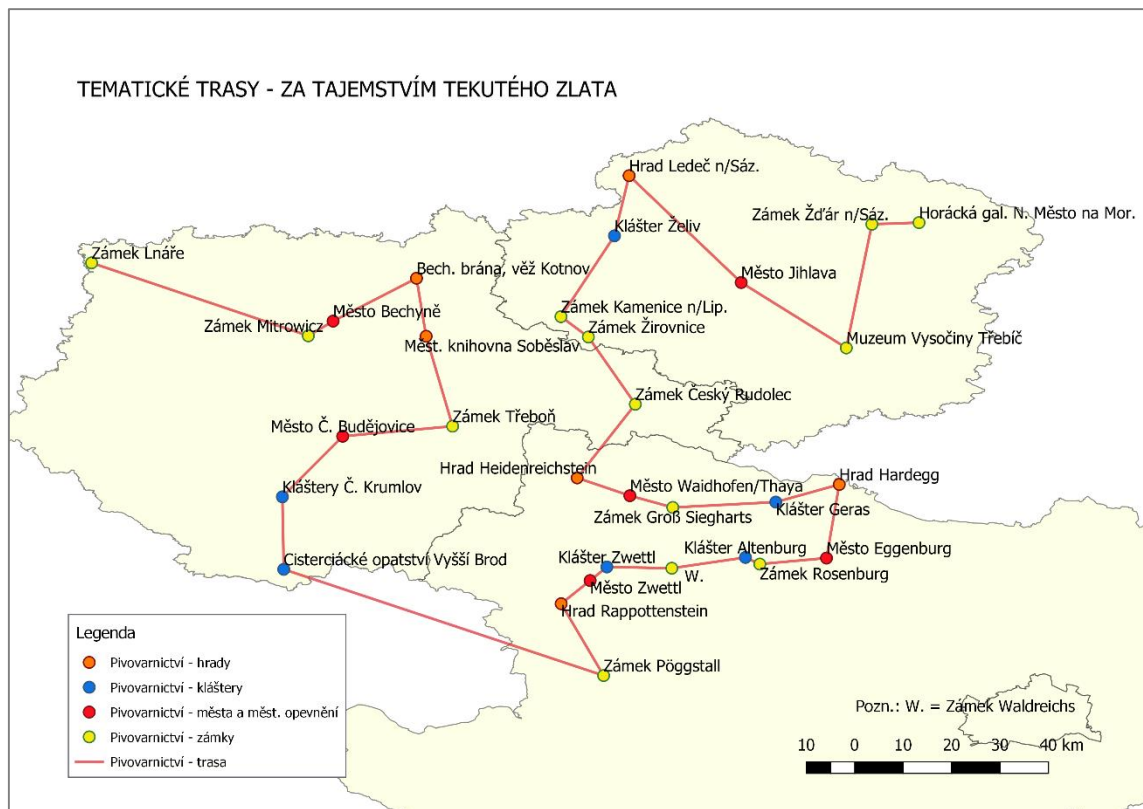 TEMATICKÉ TRASY - ZA TAJEMSTVÍM TEKUTÉHO ZLATA
Hrad Ledeč n/Sáz.
Zámek Žďár n/Sáz.
Horácká gal. N. Město na Mor.
Klášter Želiv
Zámek Lnáře
Bech. brána, věž Kotnov
Město Jihlava
Zámek Kamenice n/Lip.
Město Bechyně
Zámek Mitrowicz
Zámek Žirovnice
Měst. knihovna Soběslav
Muzeum Vysočiny Třebíč
Zámek Český Rudolec
Zámek Třeboň
Město Č. Budějovice
Hrad Heidenreichstein
Hrad Hardegg
Město Waidhofen/Thaya
Kláštery Č. Krumlov
Klášter Geras
Zámek Groß Siegharts
Klášter Altenburg
Město Eggenburg
Cisterciácké opatství Vyšší Brod
Klášter Zwettl
Zámek Rosenburg
W.
Město Zwettl
Hrad Rappottenstein
Zámek Pöggstall
Legenda
Pivovarnictví - hrady
Pivovarnictví - kláštery
Pivovarnictví - města a měst. opevnění
Pivovarnictví - zámky
Pivovarnictví - trasa
Pozn.: W. = Zámek Waldreichs
10 0 10 20 30 40 km